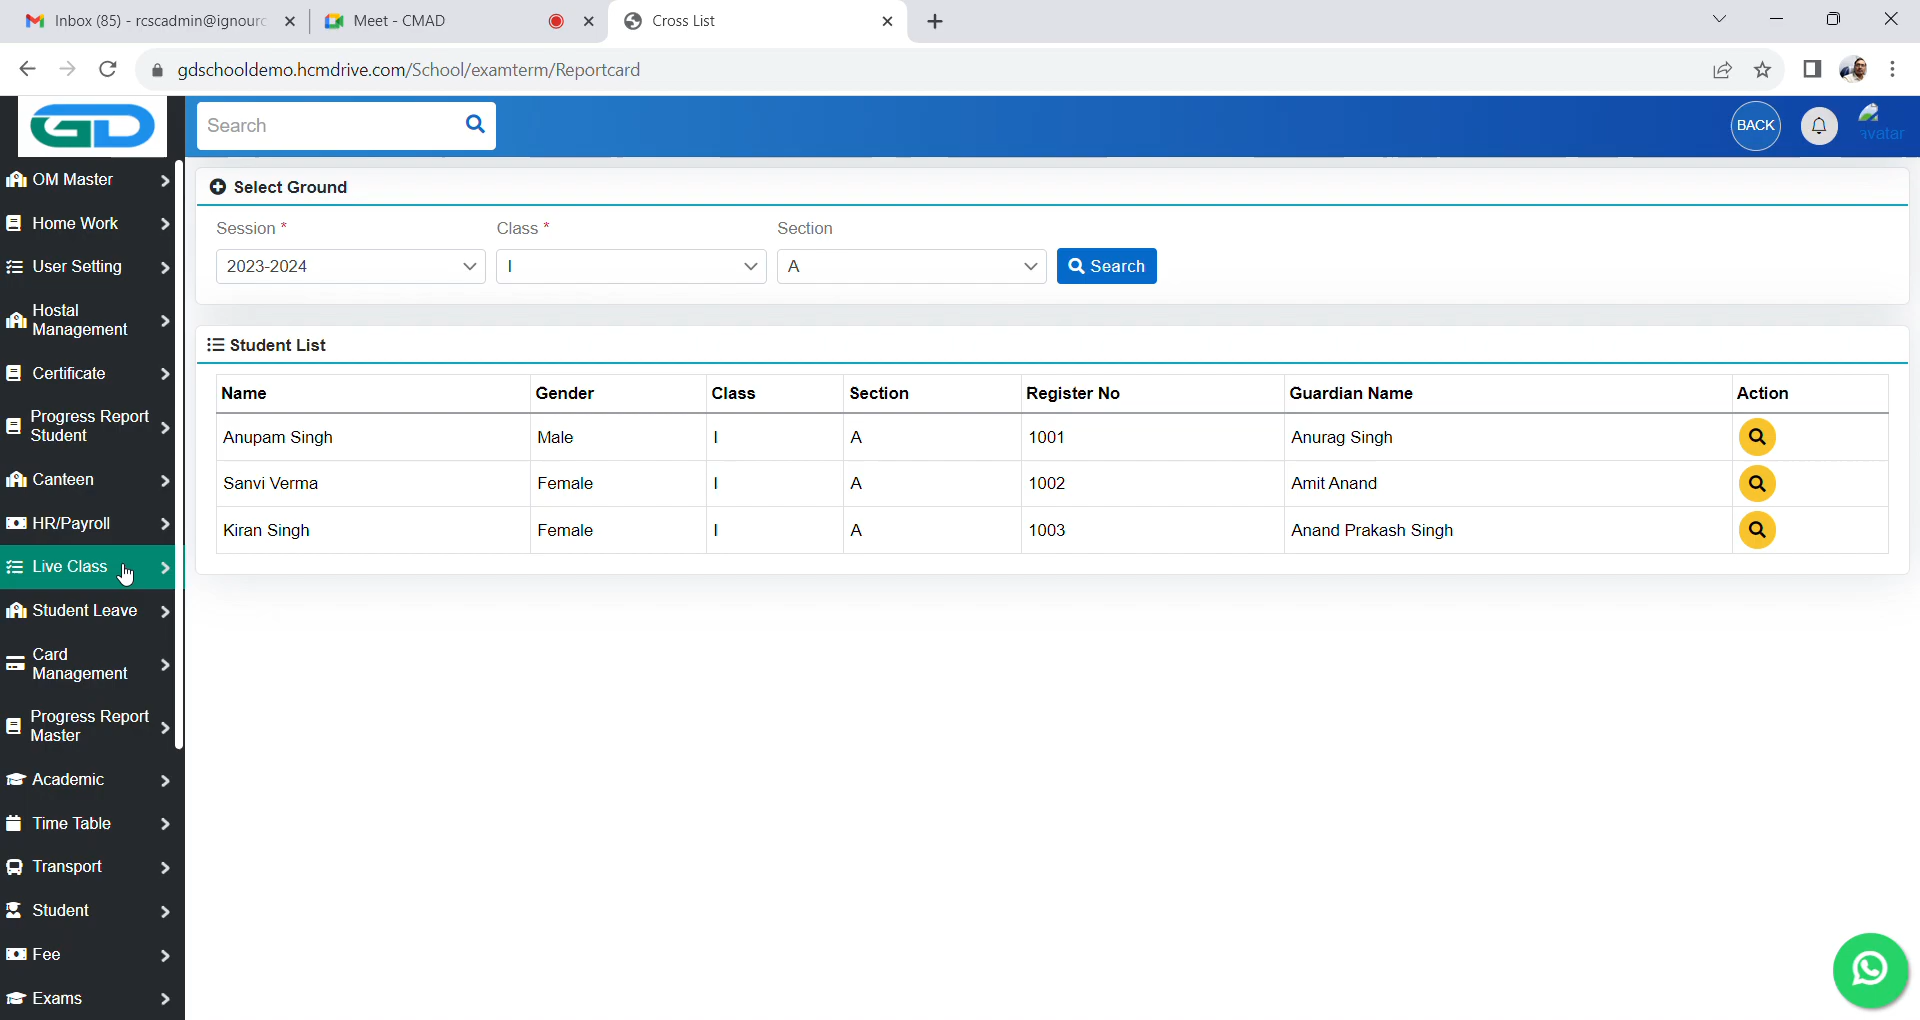 Inbox (85) - rcscadmin@ignourc
Meet - CMAD
Cross List
gdschooldemo.hcmdrive.com/School/examterm/Reportcard
GD
Search
BACK
avatar
OM Master
Home Work
User Setting
Hostal
Management
Certificate
Progress Report
Student
Canteen
HR/Payroll
Live Class
Student Leave
Card
Management
Progress Report
Master
Academic
Time Table
Transport
Student
Fee
Exams
Select Ground
Session * Class * Section
2023-2024 I A Search
Student List
Name Gender Class Section Register No Guardian Name Action
Anupam Singh Male I A 1001 Anurag Singh
Sanvi Verma Female I A 1002 Amit Anand
Kiran Singh Female I A 1003 Anand Prakash Singh